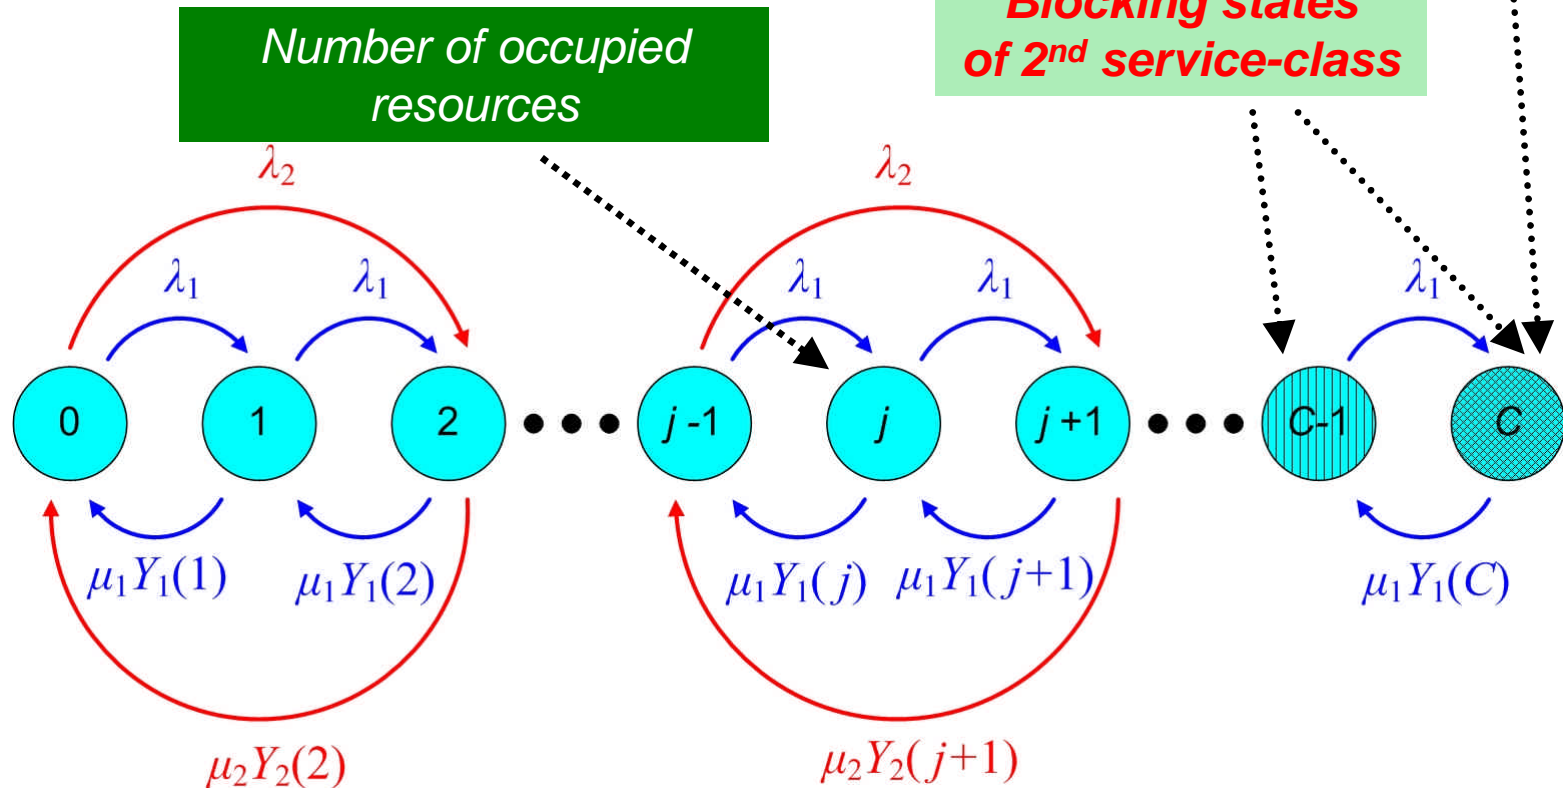 Blocking states
of 2nd service-class
Number of occupied
resources
λ2 λ2
λ1 λ1 λ1 λ1 λ1
0 1 2 ●●● j -1 j j +1 ●●● C-1 C
μ1Y1(1) μ1Y1(2) μ1Y1(j) μ1Y1(j+1) μ1Y1(C)
μ2Y2(2) μ2Y2(j+1)